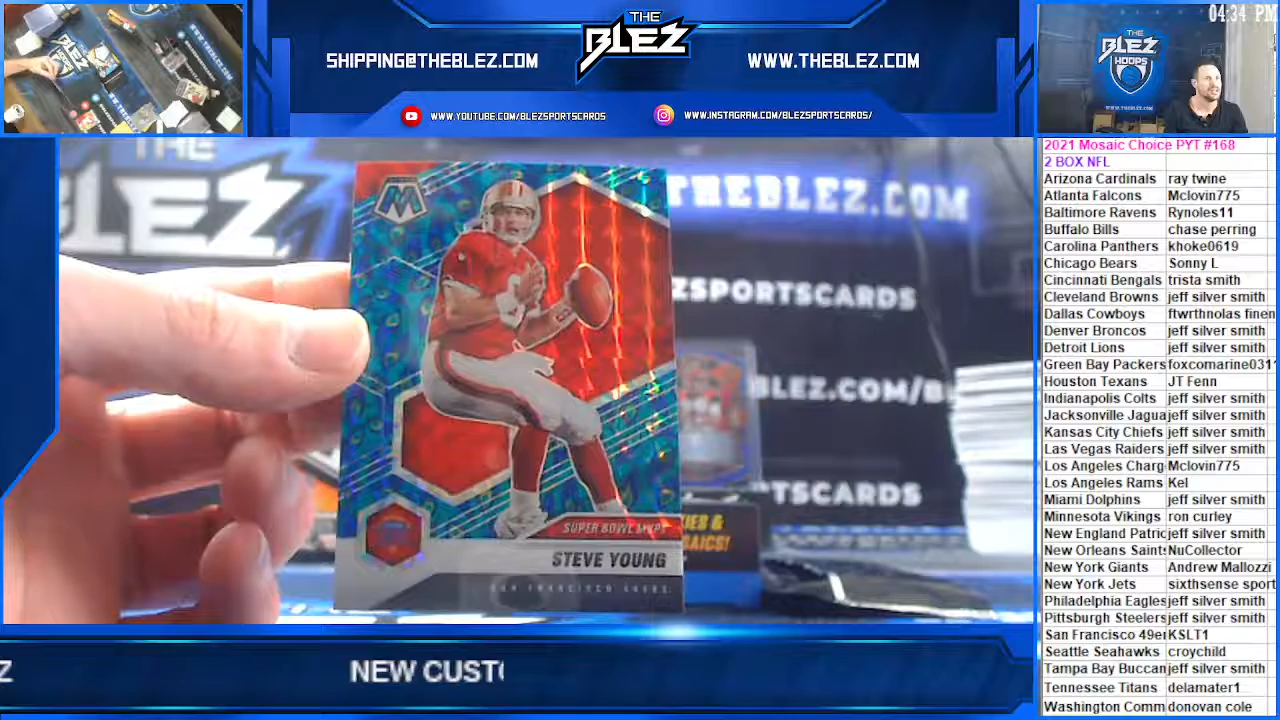 THE
BLEZ
SHIPPING@THEBLEZ.COM
WWW.THEBLEZ.COM
WWW.YOUTUBE.COM/BLEZSPORTSCARDS
WWW.INSTAGRAM.COM/BLEZSPORTSCARDS/
04:34 PM
THE
BLEZ
HOOPS
THE
BLEZ
THEBLEZ.COM
ZSPORTSCARDS
BLEZ.COM/B
TSCARDS
M
SUPER BOWL MVPS
STEVE YOUNG
SAN FRANCISCO 49ERS
2021 Mosaic Choice PYT #168
2 BOX NFL
Arizona Cardinals ray twine
Atlanta Falcons Mclovin775
Baltimore Ravens Rynoles11
Buffalo Bills chase perring
Carolina Panthers khoke0619
Chicago Bears Sonny L
Cincinnati Bengals trista smith
Cleveland Browns jeff silver smith
Dallas Cowboys ftwrthnolas finen
Denver Broncos jeff silver smith
Detroit Lions jeff silver smith
Green Bay Packers foxcomarine031
Houston Texans JT Fenn
Indianapolis Colts jeff silver smith
Jacksonville Jagua jeff silver smith
Kansas City Chiefs jeff silver smith
Las Vegas Raiders jeff silver smith
Los Angeles Charg Mclovin775
Los Angeles Rams Kel
Miami Dolphins jeff silver smith
Minnesota Vikings ron curley
New England Patric jeff silver smith
New Orleans Saints NuCollector
New York Giants Andrew Mallozzi
New York Jets sixthsense sport
Philadelphia Eagles jeff silver smith
Pittsburgh Steelers jeff silver smith
San Francisco 49er KSLT1
Seattle Seahawks croychild
Tampa Bay Buccan jeff silver smith
Tennessee Titans delamater1
Washington Comm donovan cole
Z
NEW CUST